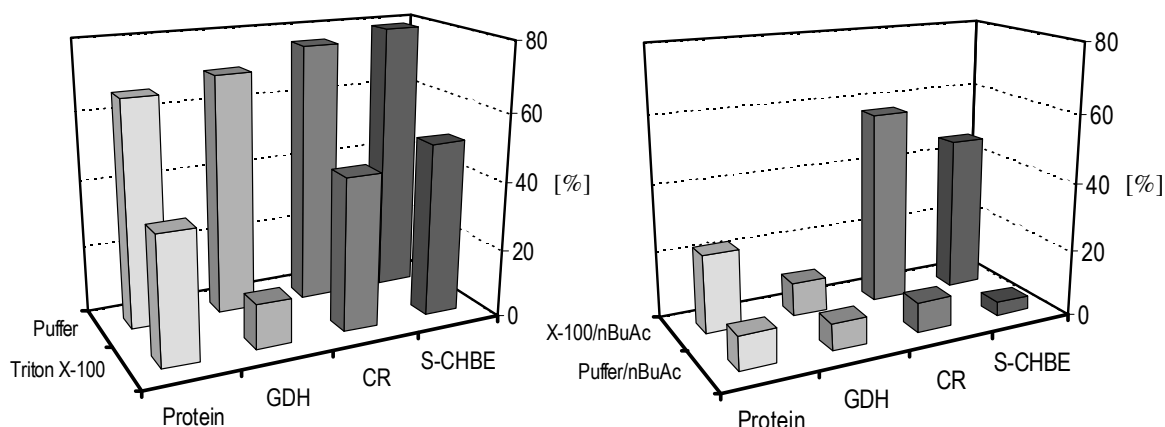 80
60
40
[%]
20
0
Puffer
Triton X-100
Protein
GDH
CR
S-CHBE
80
60
40
[%]
20
0
X-100/nBuAc
Puffer/nBuAc
Protein
GDH
CR
S-CHBE